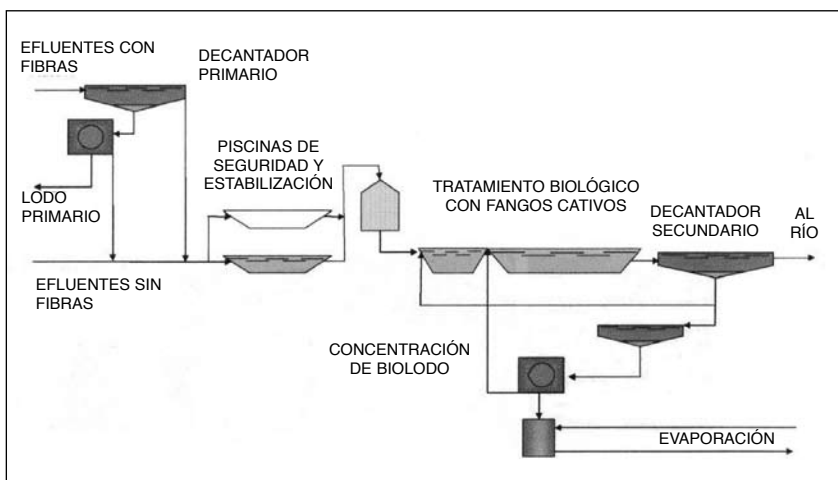 EFLUENTES CON
FIBRAS
DECANTADOR
PRIMARIO
PISCINAS DE
SEGURIDAD Y
ESTABILIZACIÓN
LODO
PRIMARIO
TRATAMIENTO BIOLÓGICO
CON FANGOS CATIVOS
DECANTADOR
SECUNDARIO
AL
RÍO
EFLUENTES SIN
FIBRAS
CONCENTRACIÓN
DE BIOLODO
EVAPORACIÓN